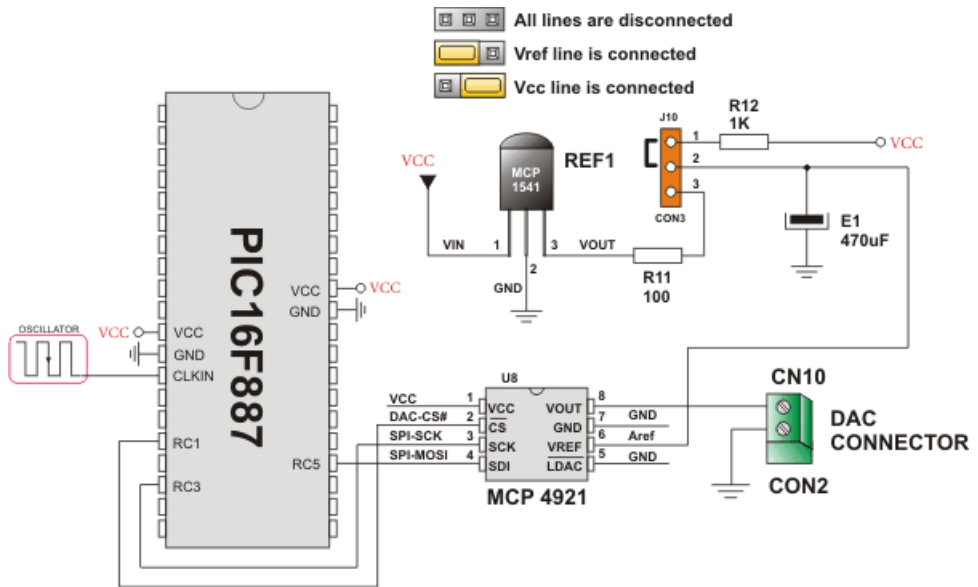 All lines are disconnected
Vref line is connected
Vcc line is connected
R12
1K
J10
1
VCC
2
3
CON3
VCC
MCP
1541
REF1
E1
470uF
VIN
1
3
VOUT
2
GND
R11
100
PIC16F887
VCC
VCC
GND
OSCILLATOR
VCC
VCC
GND
CLKIN
RC1
RC3
RC5
U8
VCC
1
VCC
VOUT
8
DAC-CS#
2
CS
GND
7
GND
SPI-SCK
3
SCK
VREF
6
Aref
SPI-MOSI
4
SDI
LDAC
5
GND
MCP 4921
CN10
DAC
CONNECTOR
CON2